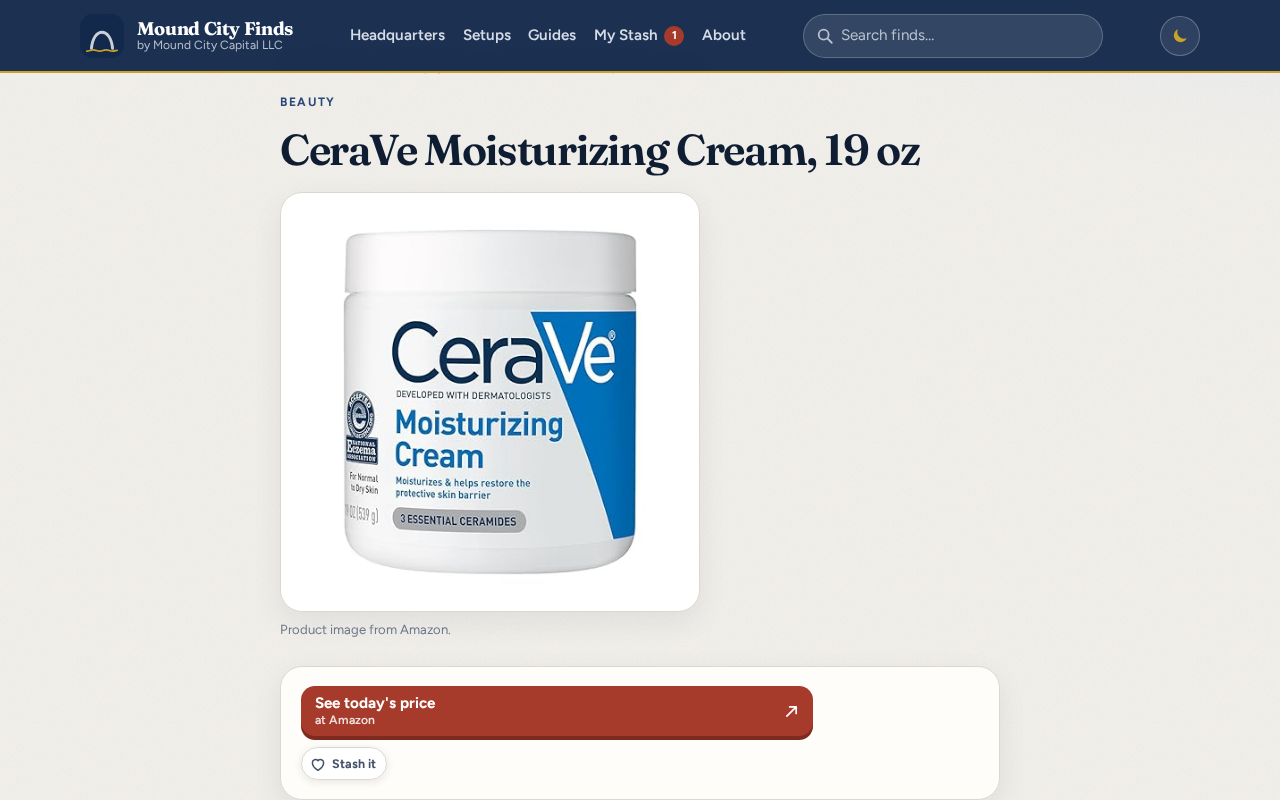 Mound City Finds
by Mound City Capital LLC
Headquarters
Setups
Guides
My Stash 1
About
Search finds...
BEAUTY
CeraVe Moisturizing Cream, 19 oz
CeraVe®
DEVELOPED WITH DERMATOLOGISTS
Moisturizing
Cream
Moisturizes & helps restore the
protective skin barrier
3 ESSENTIAL CERAMIDES
ACCEPTED
NATIONAL
Eczema
ASSOCIATION
For Normal
to Dry Skin
OZ (539 g)
Product image from Amazon.
See today's price
at Amazon
Stash it